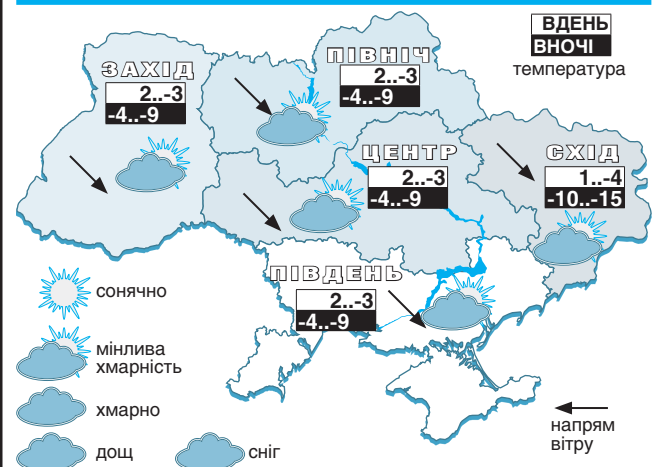 ВДЕНЬ
ВНОЧІ
температура
ПІВНІЧ
2..-3
-4..-9
ЗАХІД
2..-3
-4..-9
ЦЕНТР
2..-3
-4..-9
СХІД
1..-4
-10..-15
ПІВДЕНЬ
2..-3
-4..-9
сонячно
мінлива
хмарність
хмарно
дощ
сніг
напрям
вітру